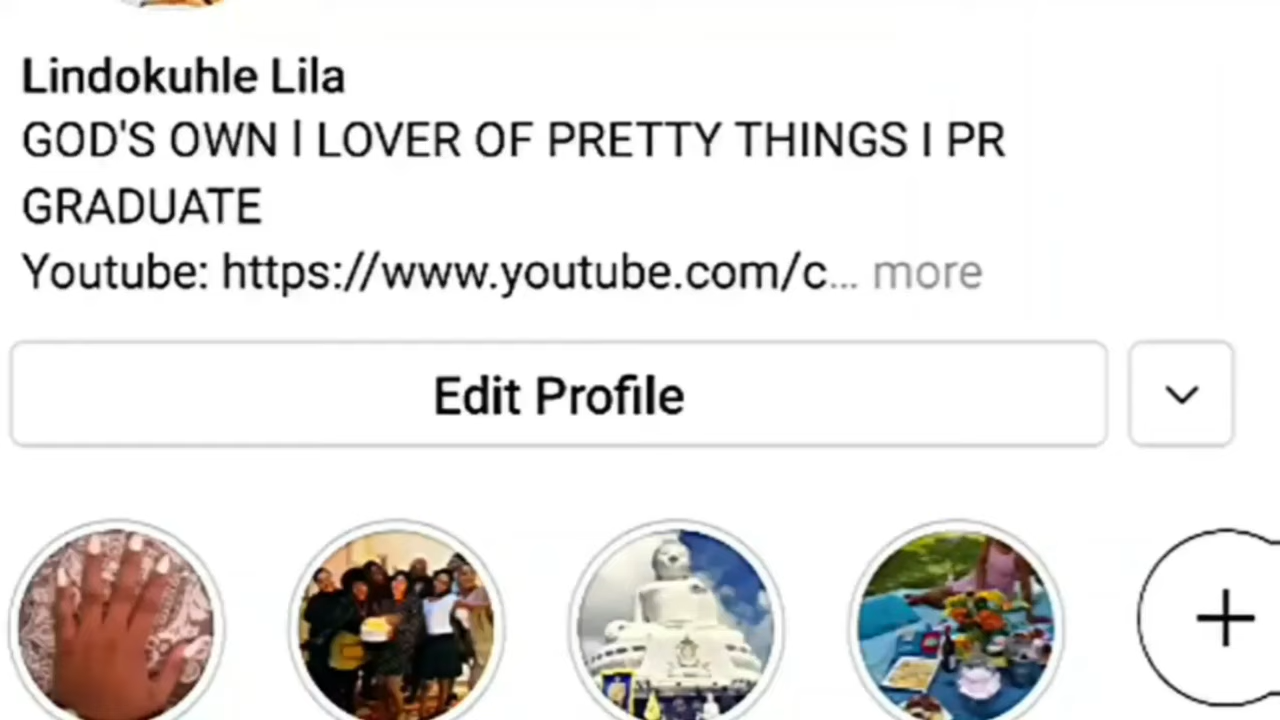 Lindokuhle Lila
GOD'S OWN l LOVER OF PRETTY THINGS I PR
GRADUATE
Youtube: https://www.youtube.com/c... more
Edit Profile